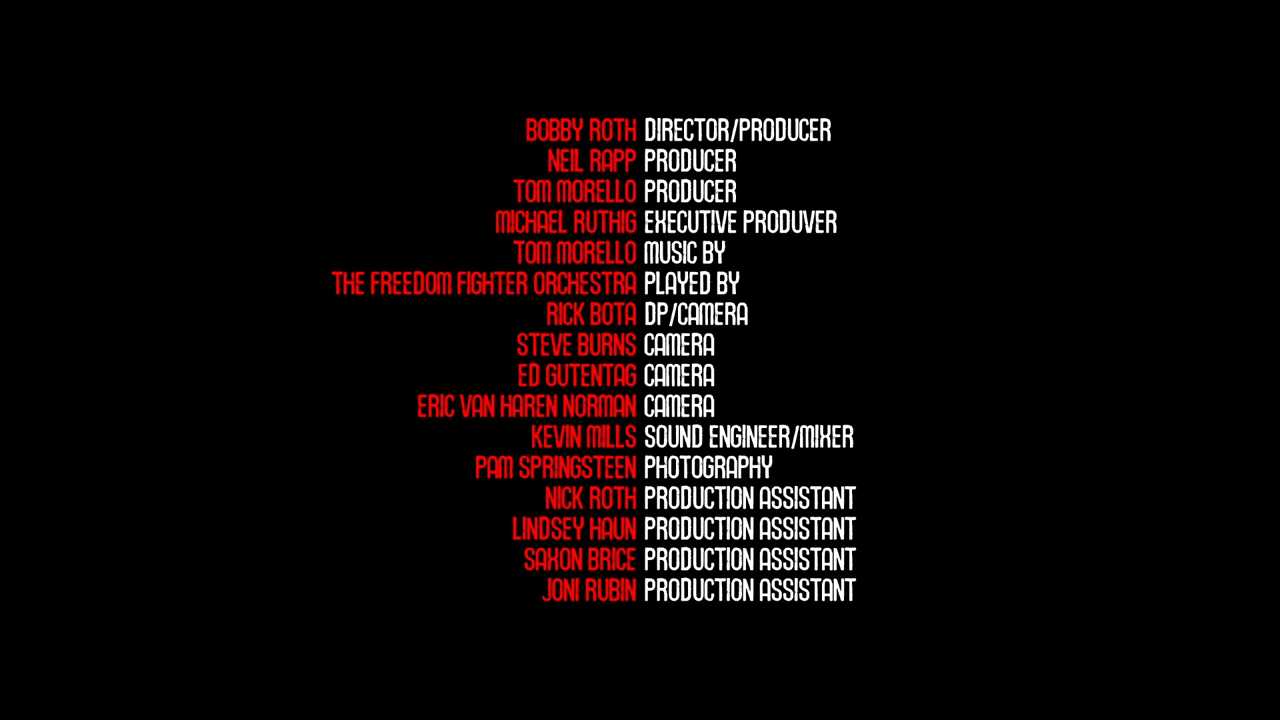 BOBBY ROTH DIRECTOR/PRODUCER
NEIL RAPP PRODUCER
TOM MORELLO PRODUCER
MICHAEL RUTHIG EXECUTIVE PRODUVER
TOM MORELLO MUSIC BY
THE FREEDOM FIGHTER ORCHESTRA PLAYED BY
RICK BOTA DP/CAMERA
STEVE BURNS CAMERA
ED GUTENTAG CAMERA
ERIC VAN HAREN NORMAN CAMERA
KEVIN MILLS SOUND ENGINEER/MIXER
PAM SPRINGSTEEN PHOTOGRAPHY
NICK ROTH PRODUCTION ASSISTANT
LINDSEY HAUN PRODUCTION ASSISTANT
SAXON BRICE PRODUCTION ASSISTANT
JONI RUBIN PRODUCTION ASSISTANT